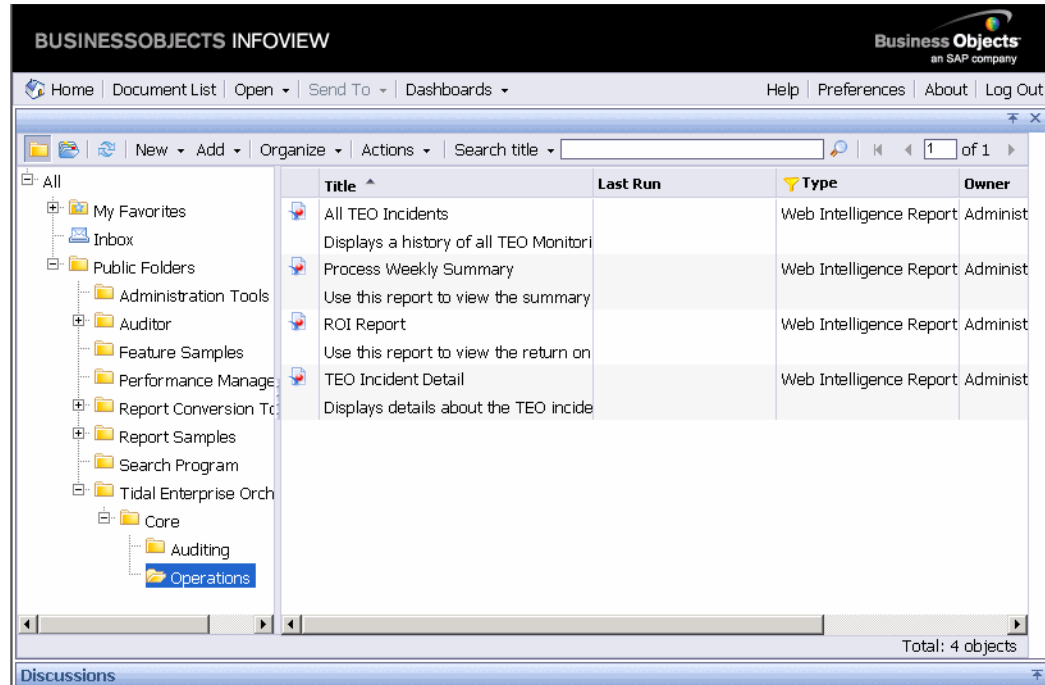 BUSINESSOBJECTS INFOVIEW
Business Objects
an SAP company
Home Document List Open Send To Dashboards Help Preferences About Log Out
New Add Organize Actions Search title 1 of 1
All
My Favorites
Inbox
Public Folders
Administration Tools
Auditor
Feature Samples
Performance Manage
Report Conversion To
Report Samples
Search Program
Tidal Enterprise Orch
Core
Auditing
Operations
Title Last Run Type Owner
All TEO Incidents Web Intelligence Report Administ
Displays a history of all TEO Monitori
Process Weekly Summary Web Intelligence Report Administ
Use this report to view the summary
ROI Report Web Intelligence Report Administ
Use this report to view the return on
TEO Incident Detail Web Intelligence Report Administ
Displays details about the TEO incide
Total: 4 objects
Discussions